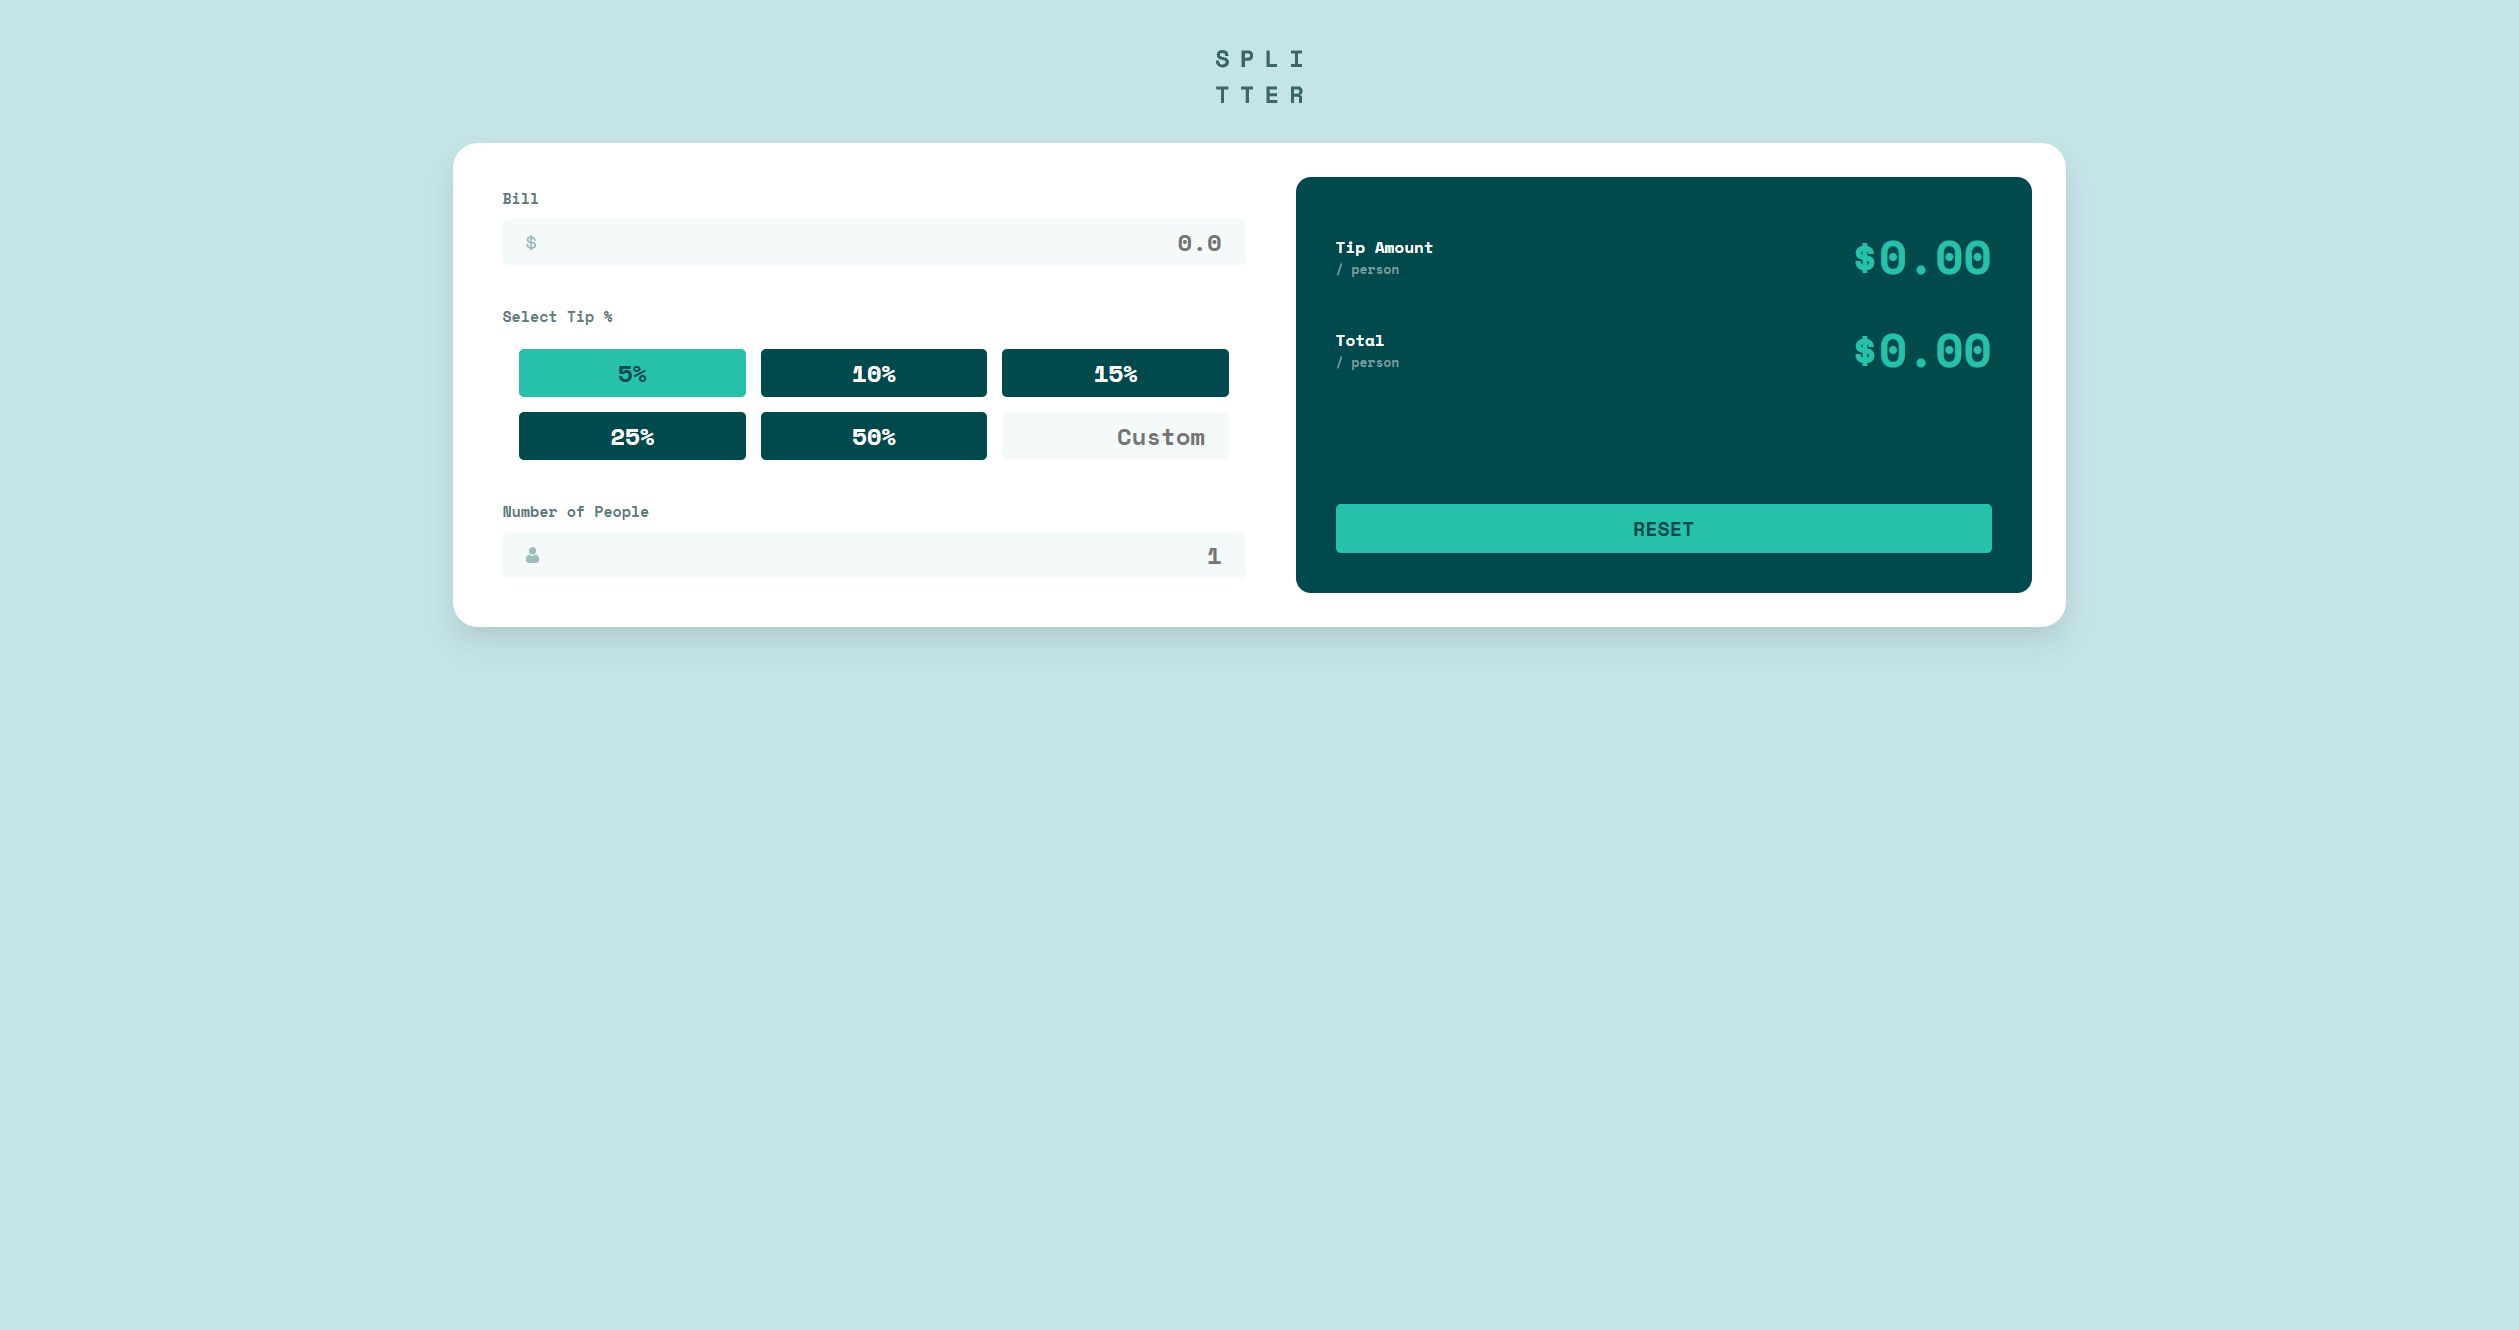 S P L I
T T E R
Bill
$
0.0
Select Tip %
5%
10%
15%
25%
50%
Custom
Number of People
1
Tip Amount
/ person
$0.00
Total
/ person
$0.00
RESET